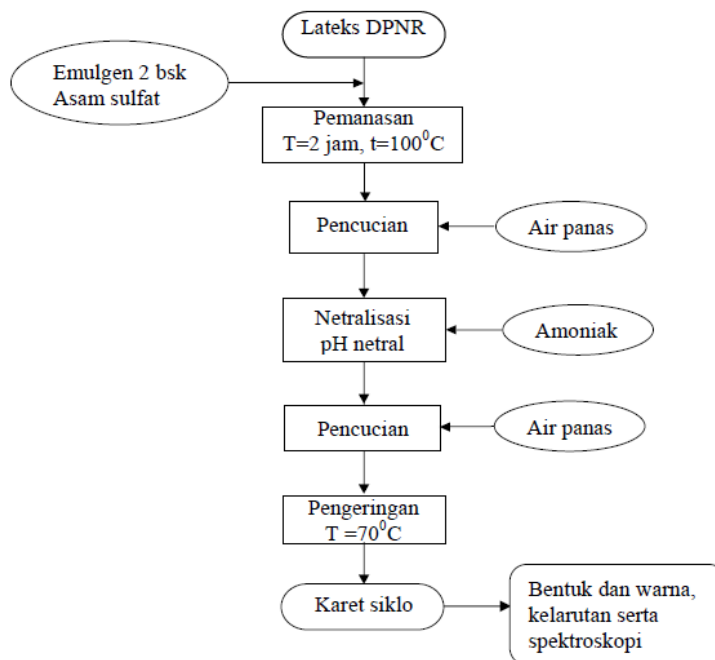 Lateks DPNR
Emulgen 2 bsk
Asam sulfat
Pemanasan
T=2 jam, t=100⁰C
Pencucian
Air panas
Netralisasi
pH netral
Amoniak
Pencucian
Air panas
Pengeringan
T =70⁰C
Karet siklo
Bentuk dan warna,
kelarutan serta
spektroskopi